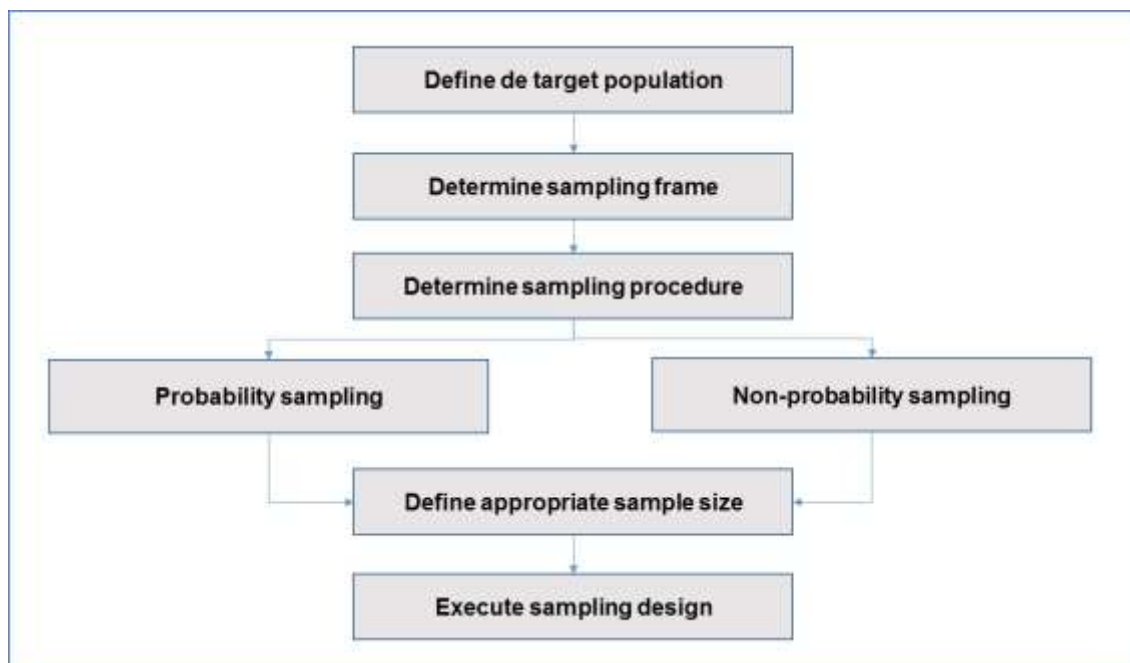 Define de target population
Determine sampling frame
Determine sampling procedure
Probability sampling
Non-probability sampling
Define appropriate sample size
Execute sampling design